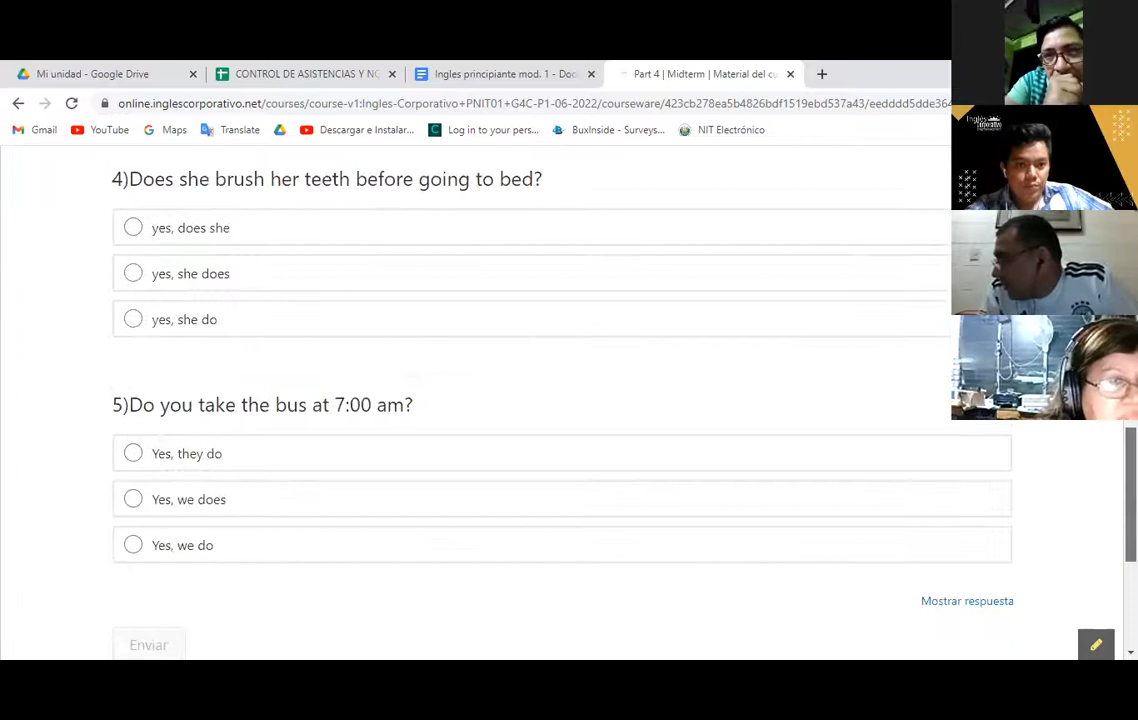 Mi unidad - Google Drive
CONTROL DE ASISTENCIAS Y NO
Ingles principiante mod. 1 - Doc
Part 4 | Midterm | Material del cu
online.inglescorporativo.net/courses/course-v1:Ingles-Corporativo+PNIT01+G4C-P1-06-2022/courseware/423cb278ea5b4826bdf1519ebd537a43/eedddd5dde364
Gmail
YouTube
Maps
Translate
Descargar e Instalar...
Log in to your pers...
BuxInside - Surveys...
NIT Electrónico
Inglés
Corporativo
4)Does she brush her teeth before going to bed?
yes, does she
yes, she does
yes, she do
5)Do you take the bus at 7:00 am?
Yes, they do
Yes, we does
Yes, we do
Mostrar respuesta
Enviar